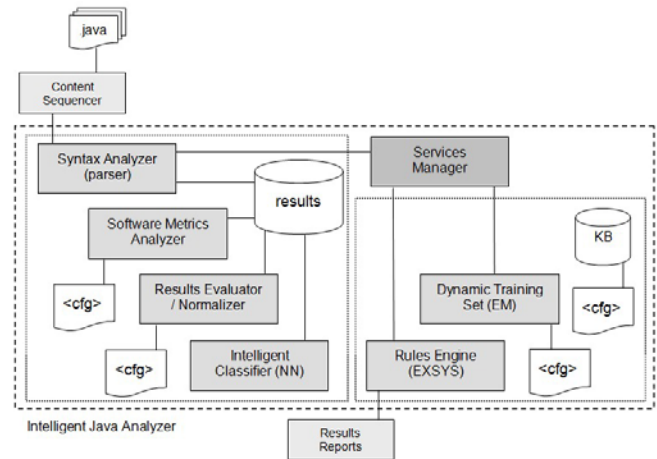 java
Content
Sequencer
Syntax Analyzer
(parser)
Services
Manager
results
Software Metrics
Analyzer
KB
<cfg>
Results Evaluator
/ Normalizer
Dynamic Training
Set (EM)
<cfg>
<cfg>
Intelligent
Classifier (NN)
Rules Engine
(EXSYS)
<cfg>
Intelligent Java Analyzer
Results
Reports